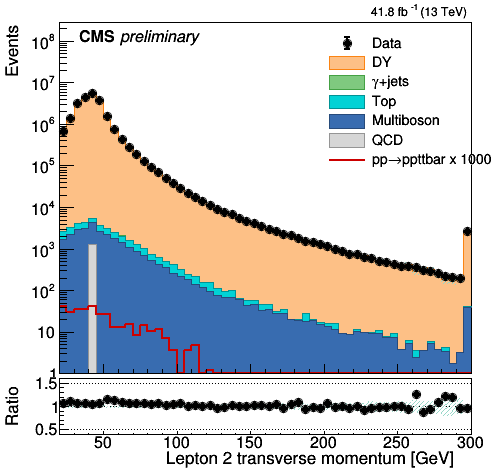 41.8 fb⁻¹ (13 TeV)
CMS preliminary
Events
10⁸
10⁷
10⁶
10⁵
10⁴
10³
10²
10
1
Data
DY
γ+jets
Top
Multiboson
QCD
pp→ppttbar x 1000
Ratio
1.5
1
0.5
50 100 150 200 250 300
Lepton 2 transverse momentum [GeV]